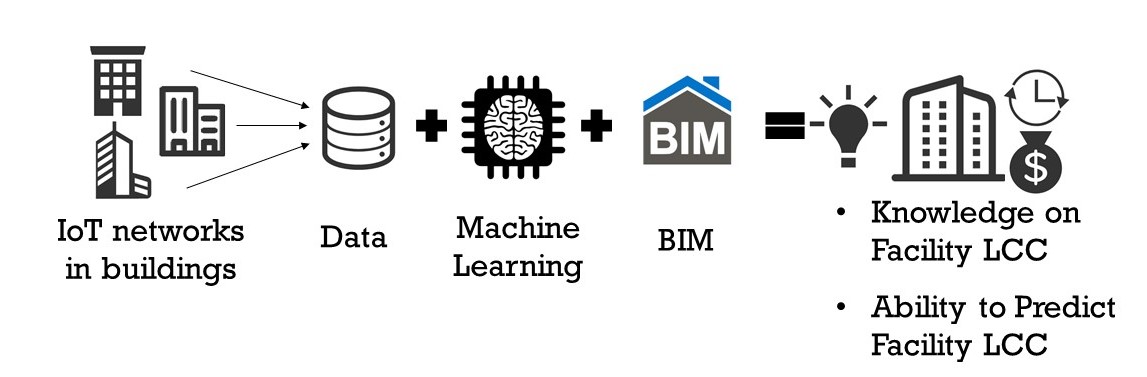 IoT networks
in buildings
Data
Machine
Learning
BIM
BIM
$
• Knowledge on
Facility LCC
• Ability to Predict
Facility LCC